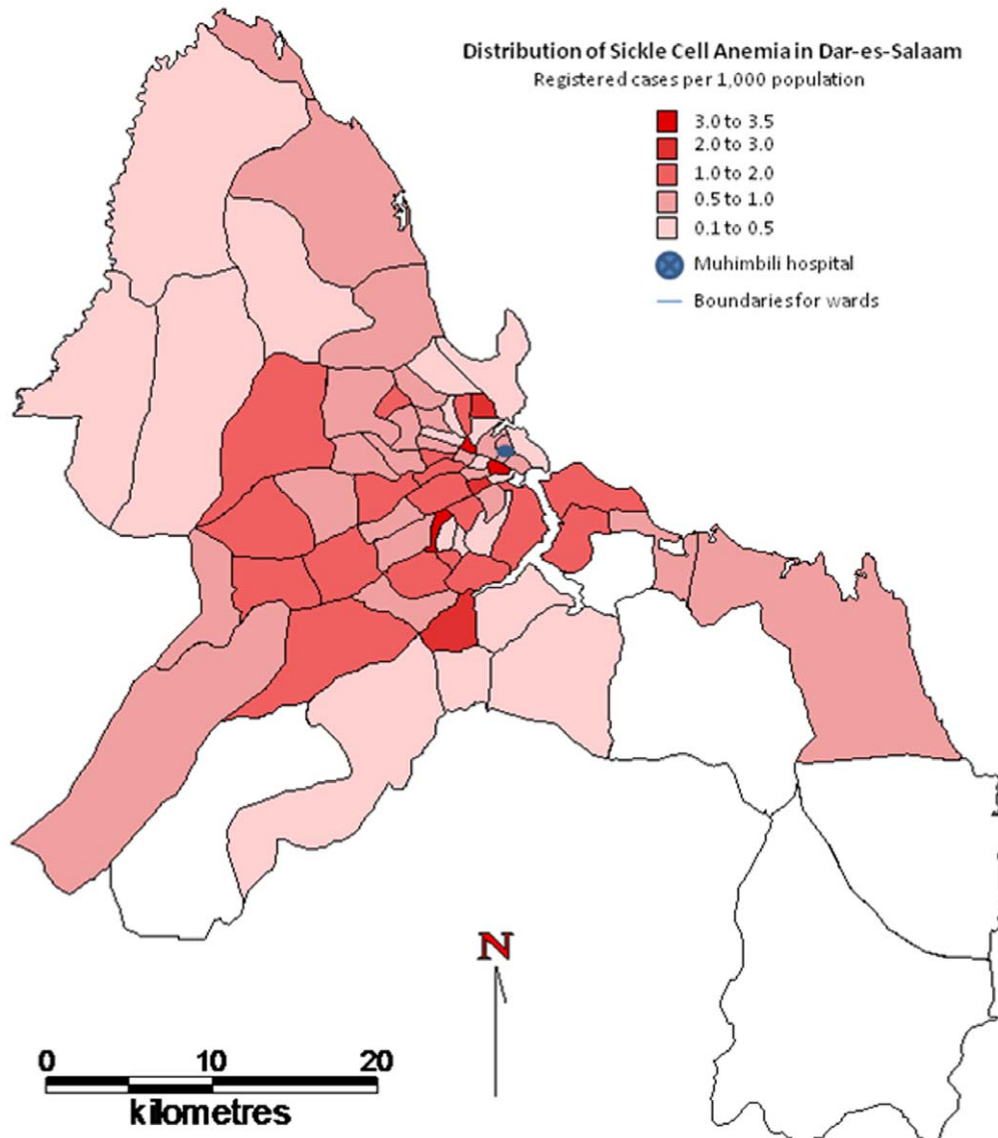 Distribution of Sickle Cell Anemia in Dar-es-Salaam
Registered cases per 1,000 population
3.0 to 3.5
2.0 to 3.0
1.0 to 2.0
0.5 to 1.0
0.1 to 0.5
Muhimbili hospital
Boundaries for wards
N
0 10 20
kilometres